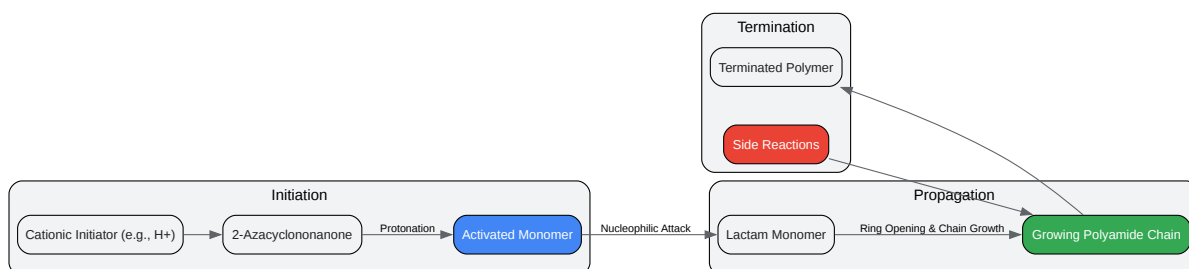 Termination
Terminated Polymer
Side Reactions
Initiation
Propagation
Cationic Initiator (e.g., H+)
2-Azacyclononanone
Protonation
Activated Monomer
Nucleophilic Attack
Lactam Monomer
Ring Opening & Chain Growth
Growing Polyamide Chain